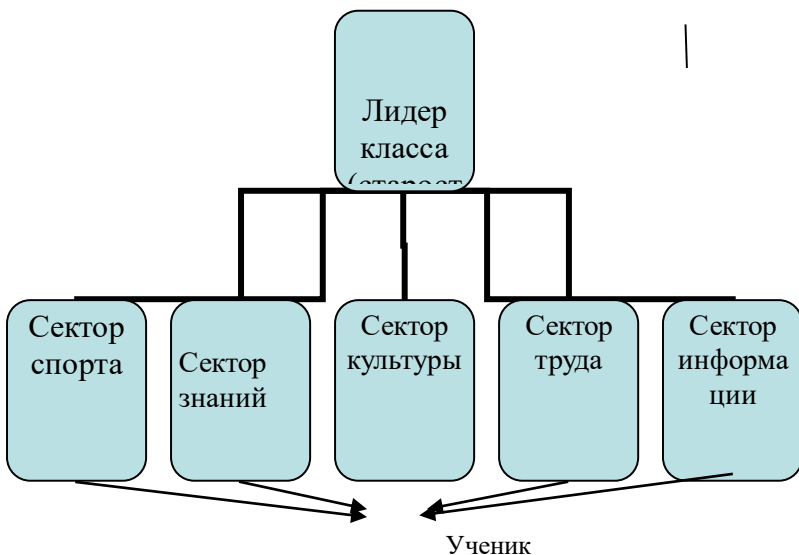 Лидер
класса
Сектор
спорта
Сектор
знаний
Сектор
культуры
Сектор
труда
Сектор
информа
ции
Ученик